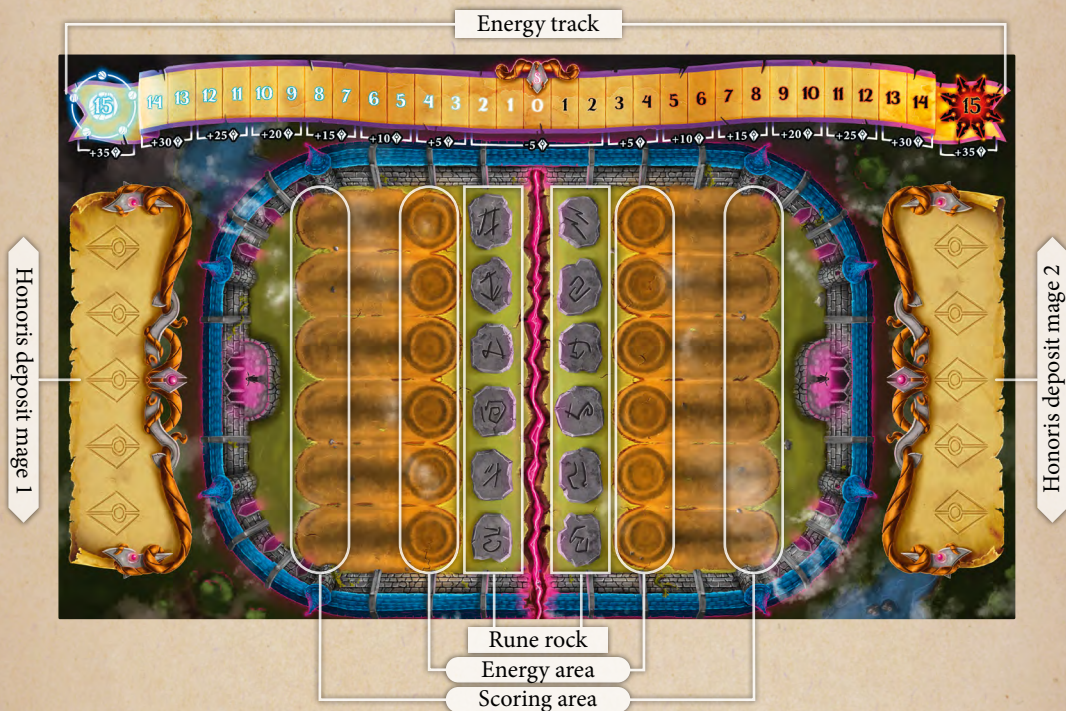 Energy track
15 14 13 12 11 10 9 8 7 6 5 4 3 2 1 0 1 2 3 4 5 6 7 8 9 10 11 12 13 14 15
+35 +30 +25 +20 +15 +10 +5 -5 +5 +10 +15 +20 +25 +30 +35
Honoris deposit mage 1
Honoris deposit mage 2
Rune rock
Energy area
Scoring area